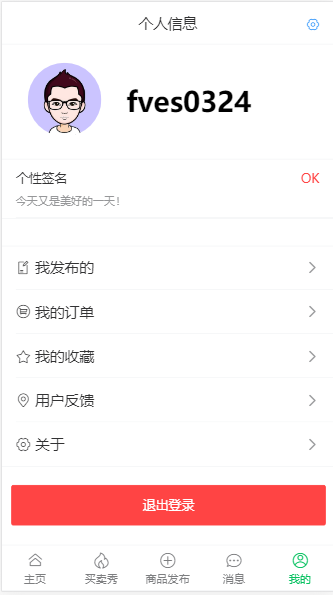 个人信息
fves0324
个性签名 OK
今天又是美好的一天!
我发布的
我的订单
我的收藏
用户反馈
关于
退出登录
主页 买卖秀 商品发布 消息 我的